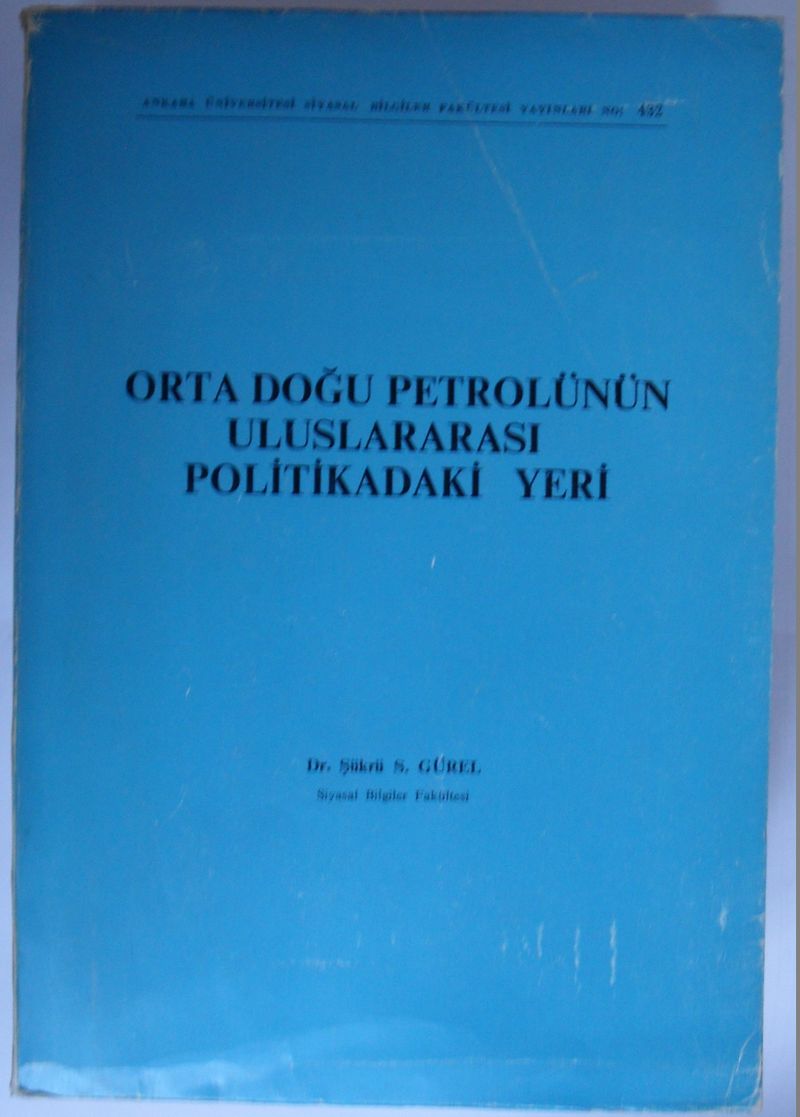 ANKARA ÜNİVERSİTESİ SİYASAL BİLGİLER FAKÜLTESİ YAYINLARI NO: 432
ORTA DOĞU PETROLÜNÜN
ULUSLARARASI
POLİTİKADAKİ YERİ
Dr. Şükrü S. GÜREL
Siyasal Bilgiler Fakültesi